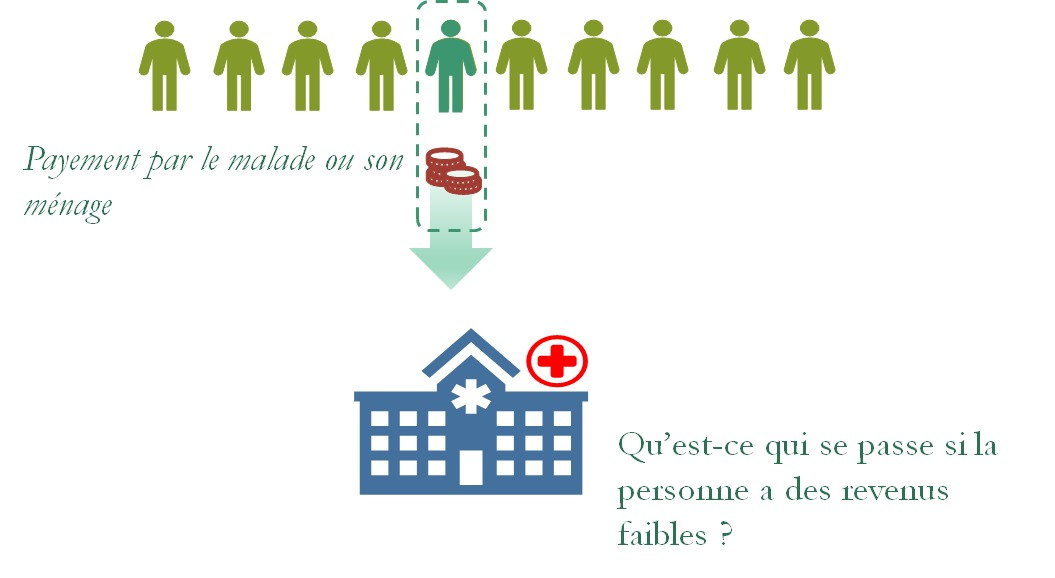 Payement par le malade ou son
ménage
Qu'est-ce qui se passe si la
personne a des revenus
faibles ?